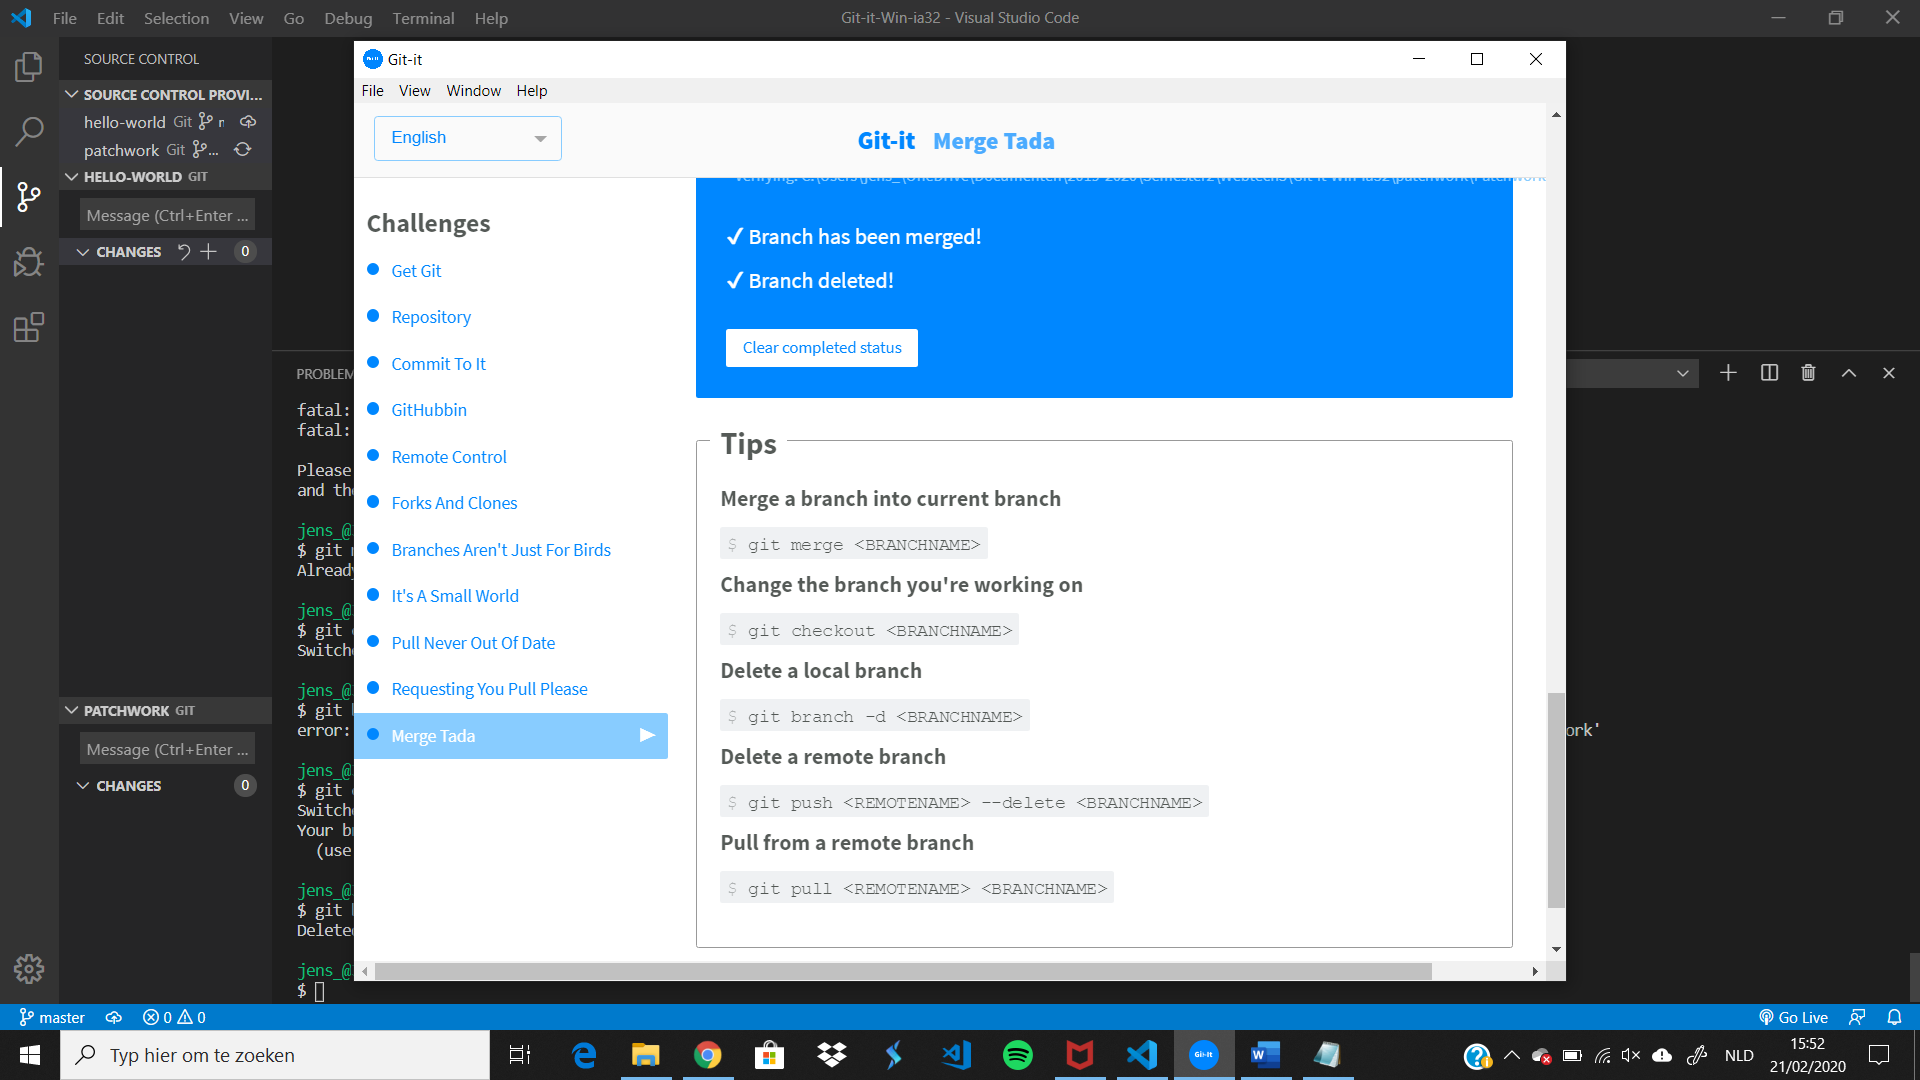 File Edit Selection View Go Debug Terminal Help
Git-it-Win-ia32 - Visual Studio Code
SOURCE CONTROL
SOURCE CONTROL PROVI...
hello-world Git
patchwork Git ...
HELLO-WORLD GIT
Message (Ctrl+Enter ...
CHANGES 0
PATCHWORK GIT
Message (Ctrl+Enter ...
CHANGES 0
Git-it
File View Window Help
English
Git-it Merge Tada
Challenges
Get Git
Repository
Commit To It
GitHubbin
Remote Control
Forks And Clones
Branches Aren't Just For Birds
It's A Small World
Pull Never Out Of Date
Requesting You Pull Please
Merge Tada
✔ Branch has been merged!
✔ Branch deleted!
Clear completed status
Tips
Merge a branch into current branch
$ git merge <BRANCHNAME>
Change the branch you're working on
$ git checkout <BRANCHNAME>
Delete a local branch
$ git branch -d <BRANCHNAME>
Delete a remote branch
$ git push <REMOTENAME> --delete <BRANCHNAME>
Pull from a remote branch
$ git pull <REMOTENAME> <BRANCHNAME>
PROBLEM
fatal:
fatal:
Please
and the
jens_@
$ git
Already
jens_@
$ git
Switche
jens_@
$ git
error: ork'
jens_@
$ git
Switche
Your br
(use
jens_@
$ git
Deleted
jens_@
$
master 0 0
Go Live
Typ hier om te zoeken
NLD
15:52
21/02/2020